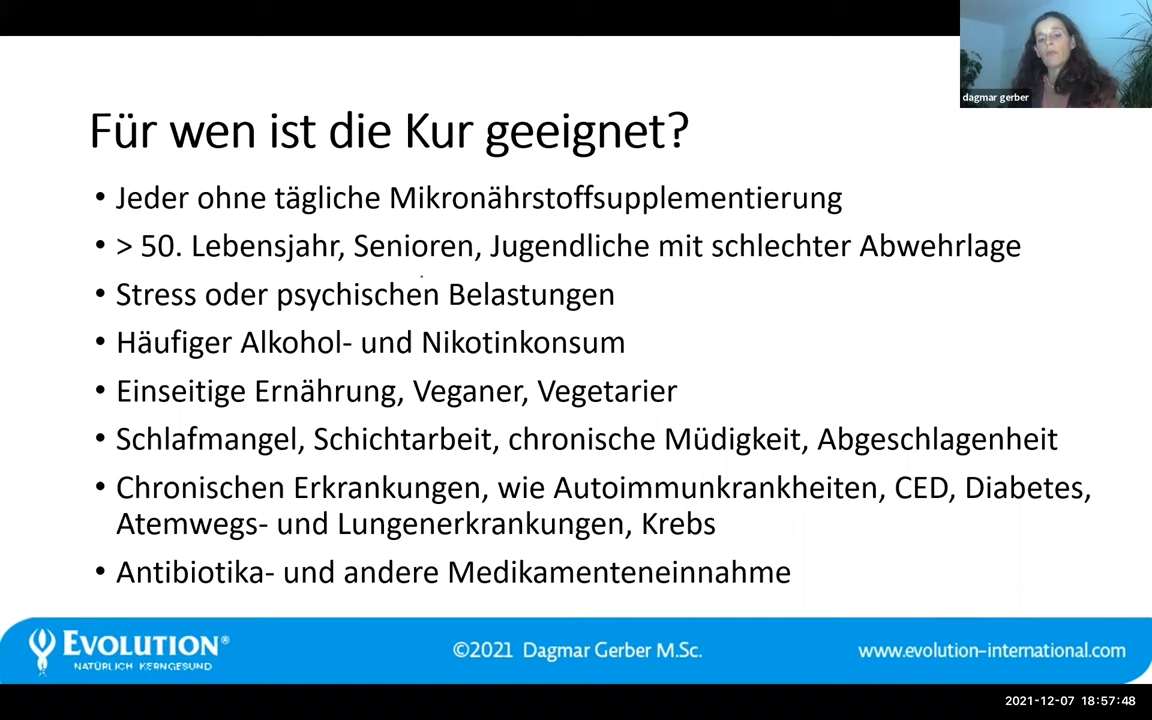 dagmar gerber
Für wen ist die Kur geeignet?
• Jeder ohne tägliche Mikronährstoffsupplementierung
• > 50. Lebensjahr, Senioren, Jugendliche mit schlechter Abwehrlage
• Stress oder psychischen Belastungen
• Häufiger Alkohol- und Nikotinkonsum
• Einseitige Ernährung, Veganer, Vegetarier
• Schlafmangel, Schichtarbeit, chronische Müdigkeit, Abgeschlagenheit
• Chronischen Erkrankungen, wie Autoimmunkrankheiten, CED, Diabetes,
Atemwegs- und Lungenerkrankungen, Krebs
• Antibiotika- und andere Medikamenteneinnahme
EVOLUTION®
NATÜRLICH KERNGESUND
©2021 Dagmar Gerber M.Sc.
www.evolution-international.com
2021-12-07 18:57:48